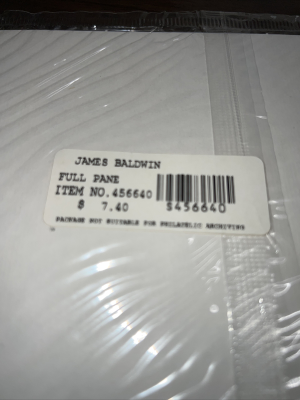 JAMES BALDWIN
FULL PANE
ITEM NO. 456640
$ 7.40
S456640
PACKAGE NOT SUITABLE FOR PHILATELIC ARCHIVING